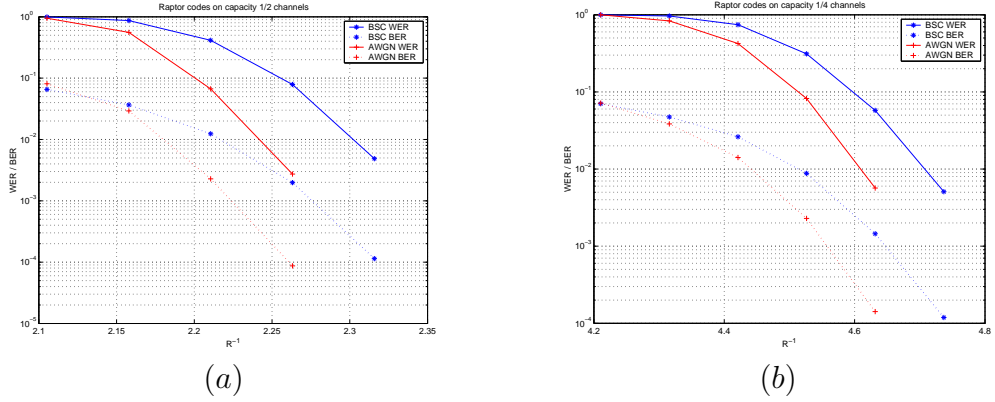 Raptor codes on capacity 1/2 channels
10^0
10^-1
10^-2
10^-3
10^-4
10^-5
WER / BER
BSC WER
BSC BER
AWGN WER
AWGN BER
2.1
2.15
2.2
2.25
2.3
2.35
R^-1
(a)
Raptor codes on capacity 1/4 channels
10^0
10^-1
10^-2
10^-3
10^-4
WER / BER
BSC WER
BSC BER
AWGN WER
AWGN BER
4.2
4.4
4.6
4.8
R^-1
(b)